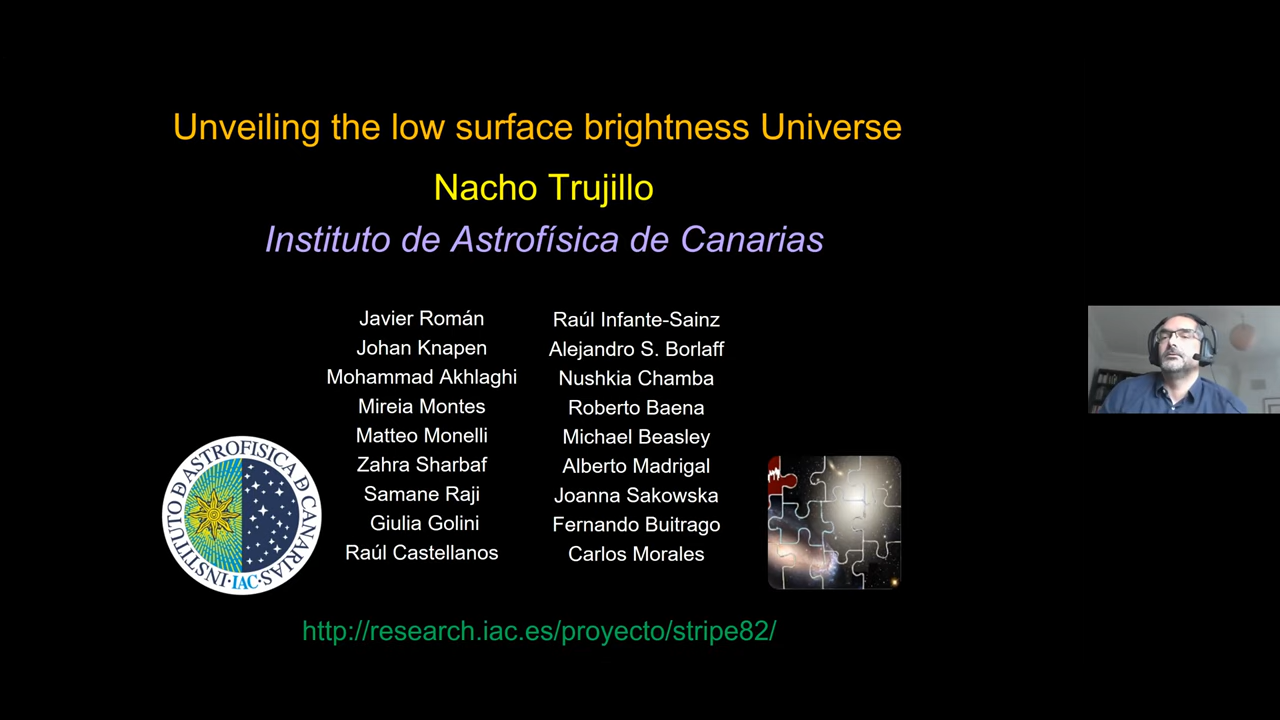 Unveiling the low surface brightness Universe
Nacho Trujillo
Instituto de Astrofísica de Canarias
Javier Román
Johan Knapen
Mohammad Akhlaghi
Mireia Montes
Matteo Monelli
Zahra Sharbaf
Samane Raji
Giulia Golini
Raúl Castellanos
Raúl Infante-Sainz
Alejandro S. Borlaff
Nushkia Chamba
Roberto Baena
Michael Beasley
Alberto Madrigal
Joanna Sakowska
Fernando Buitrago
Carlos Morales
INSTITUTO DE ASTROFISICA DE CANARIAS
·IAC·
http://research.iac.es/proyecto/stripe82/